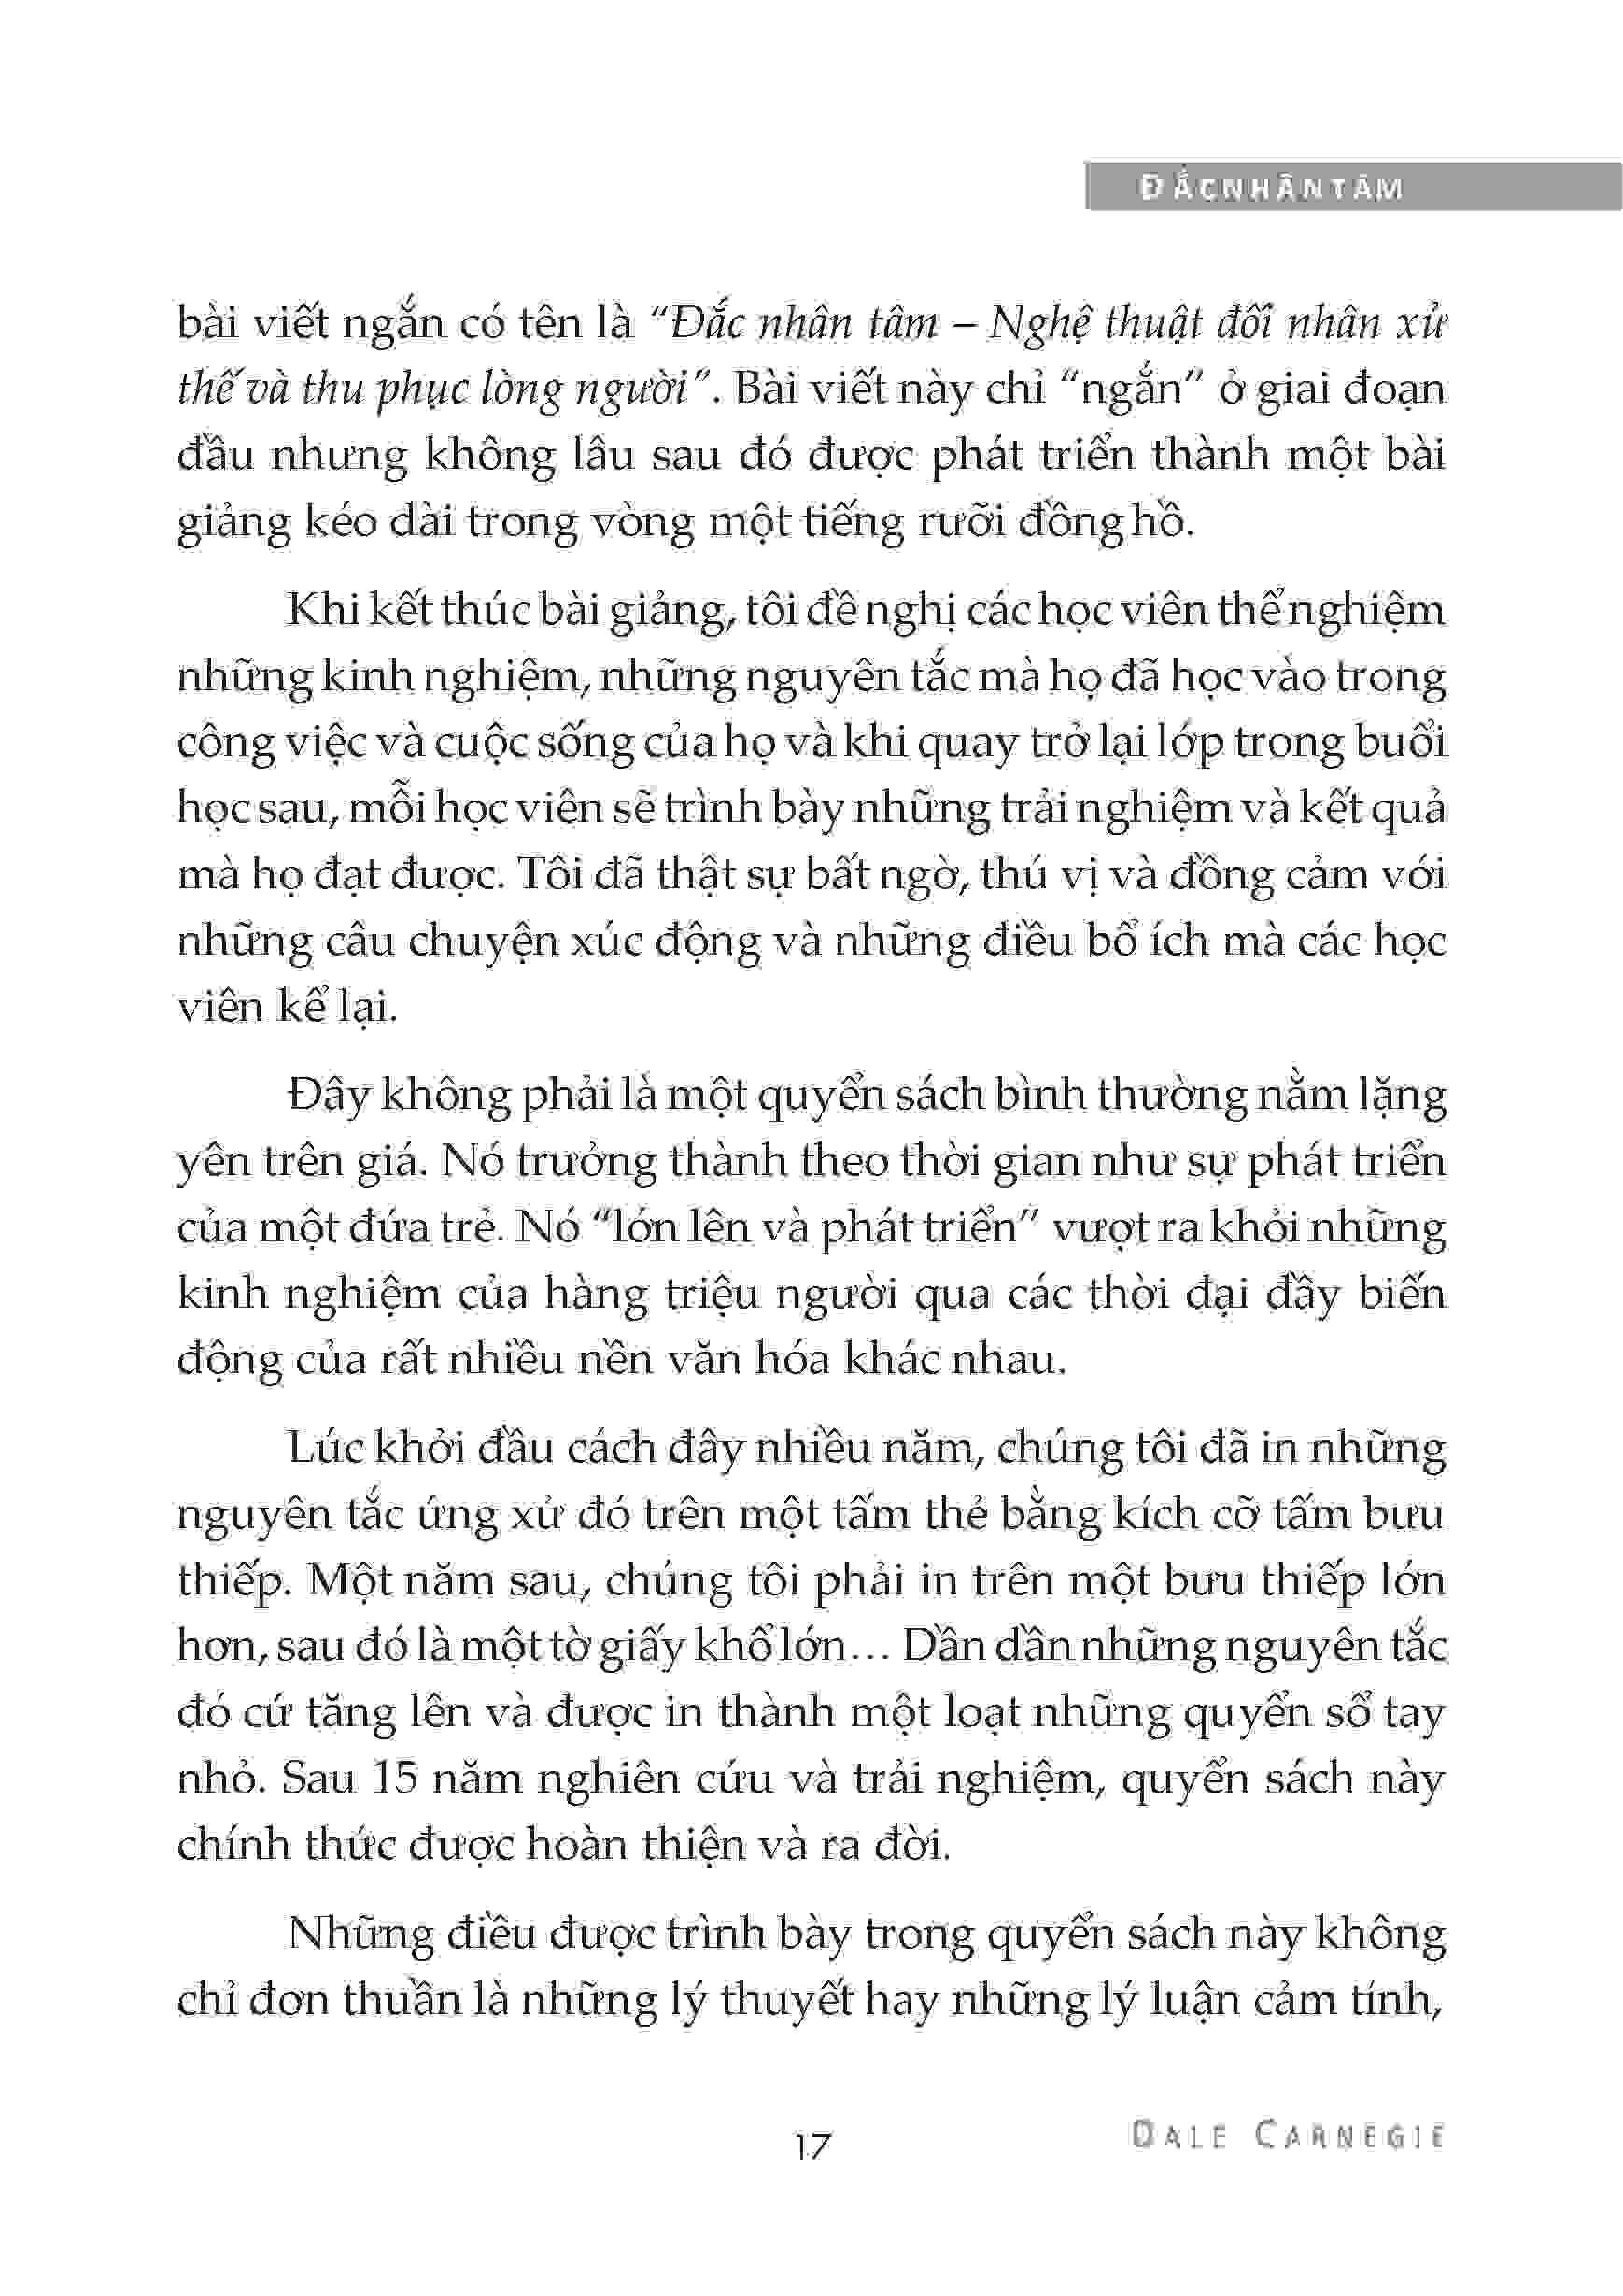 ĐẮC NHÂN TÂM
bài viết ngắn có tên là “Đắc nhân tâm – Nghệ thuật đối nhân xử
thế và thu phục lòng người”. Bài viết này chỉ “ngắn” ở giai đoạn
đầu nhưng không lâu sau đó được phát triển thành một bài
giảng kéo dài trong vòng một tiếng rưỡi đồng hồ.
Khi kết thúc bài giảng, tôi đề nghị các học viên thể nghiệm
những kinh nghiệm, những nguyên tắc mà họ đã học vào trong
công việc và cuộc sống của họ và khi quay trở lại lớp trong buổi
học sau, mỗi học viên sẽ trình bày những trải nghiệm và kết quả
mà họ đạt được. Tôi đã thật sự bất ngờ, thú vị và đồng cảm với
những câu chuyện xúc động và những điều bổ ích mà các học
viên kể lại.
Đây không phải là một quyển sách bình thường nằm lặng
yên trên giá. Nó trưởng thành theo thời gian như sự phát triển
của một đứa trẻ. Nó “lớn lên và phát triển” vượt ra khỏi những
kinh nghiệm của hàng triệu người qua các thời đại đầy biến
động của rất nhiều nền văn hóa khác nhau.
Lúc khởi đầu cách đây nhiều năm, chúng tôi đã in những
nguyên tắc ứng xử đó trên một tấm thẻ bằng kích cỡ tấm bưu
thiếp. Một năm sau, chúng tôi phải in trên một bưu thiếp lớn
hơn, sau đó là một tờ giấy khổ lớn… Dần dần những nguyên tắc
đó cứ tăng lên và được in thành một loạt những quyển sổ tay
nhỏ. Sau 15 năm nghiên cứu và trải nghiệm, quyển sách này
chính thức được hoàn thiện và ra đời.
Những điều được trình bày trong quyển sách này không
chỉ đơn thuần là những lý thuyết hay những lý luận cảm tính,
17
DALE CARNEGIE